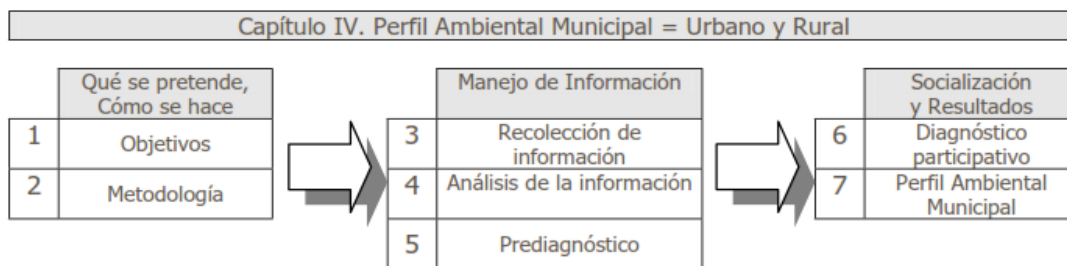 Capítulo IV. Perfil Ambiental Municipal = Urbano y Rural
Qué se pretende,
Cómo se hace
1 Objetivos
2 Metodología
Manejo de Información
3 Recolección de
información
4 Análisis de la información
5 Prediagnóstico
Socialización
y Resultados
6 Diagnóstico
participativo
7 Perfil Ambiental
Municipal